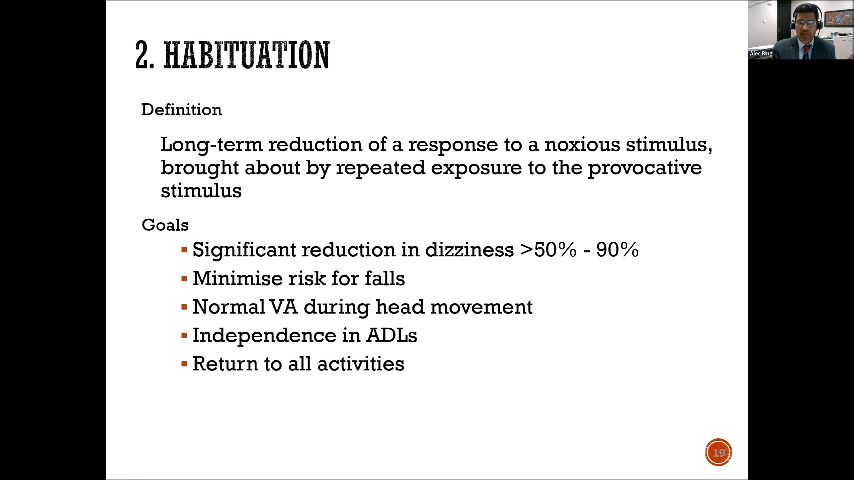 2. HABITUATION
Definition
Long-term reduction of a response to a noxious stimulus,
brought about by repeated exposure to the provocative
stimulus
Goals
▪ Significant reduction in dizziness >50% - 90%
▪ Minimise risk for falls
▪ Normal VA during head movement
▪ Independence in ADLs
▪ Return to all activities
19